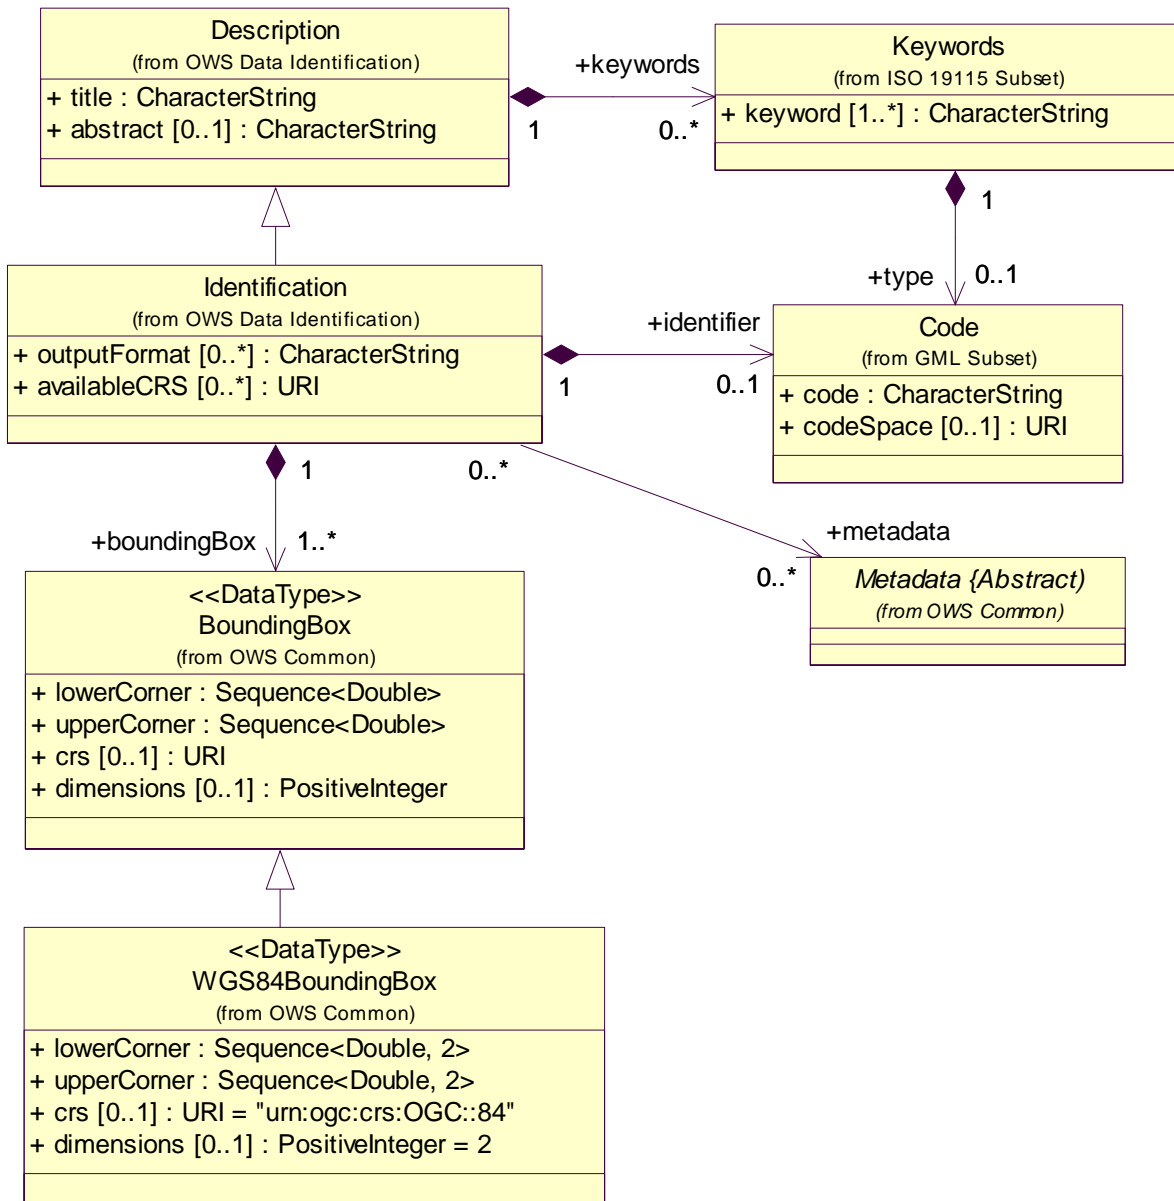 Description
(from OWS Data Identification)
+ title : CharacterString
+ abstract [0..1] : CharacterString
+keywords
1
0..*
Keywords
(from ISO 19115 Subset)
+ keyword [1..*] : CharacterString
1
+type
0..1
Identification
(from OWS Data Identification)
+ outputFormat [0..*] : CharacterString
+ availableCRS [0..*] : URI
+identifier
1
0..1
Code
(from GML Subset)
+ code : CharacterString
+ codeSpace [0..1] : URI
1
0..*
+boundingBox
1..*
+metadata
0..*
Metadata {Abstract)
(from OWS Common)
<<DataType>>
BoundingBox
(from OWS Common)
+ lowerCorner : Sequence<Double>
+ upperCorner : Sequence<Double>
+ crs [0..1] : URI
+ dimensions [0..1] : PositiveInteger
<<DataType>>
WGS84BoundingBox
(from OWS Common)
+ lowerCorner : Sequence<Double, 2>
+ upperCorner : Sequence<Double, 2>
+ crs [0..1] : URI = "urn:ogc:crs:OGC::84"
+ dimensions [0..1] : PositiveInteger = 2